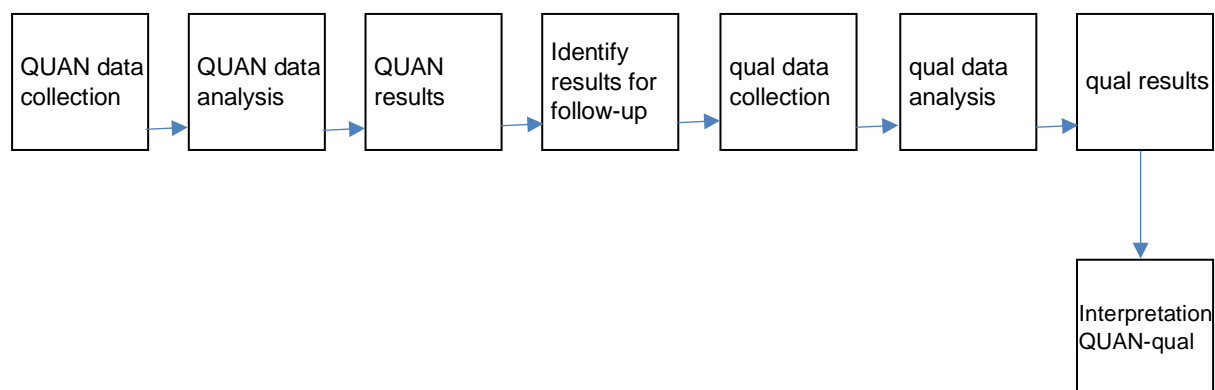 QUAN data
collection
QUAN data
analysis
QUAN
results
Identify
results for
follow-up
qual data
collection
qual data
analysis
qual results
Interpretation
QUAN-qual